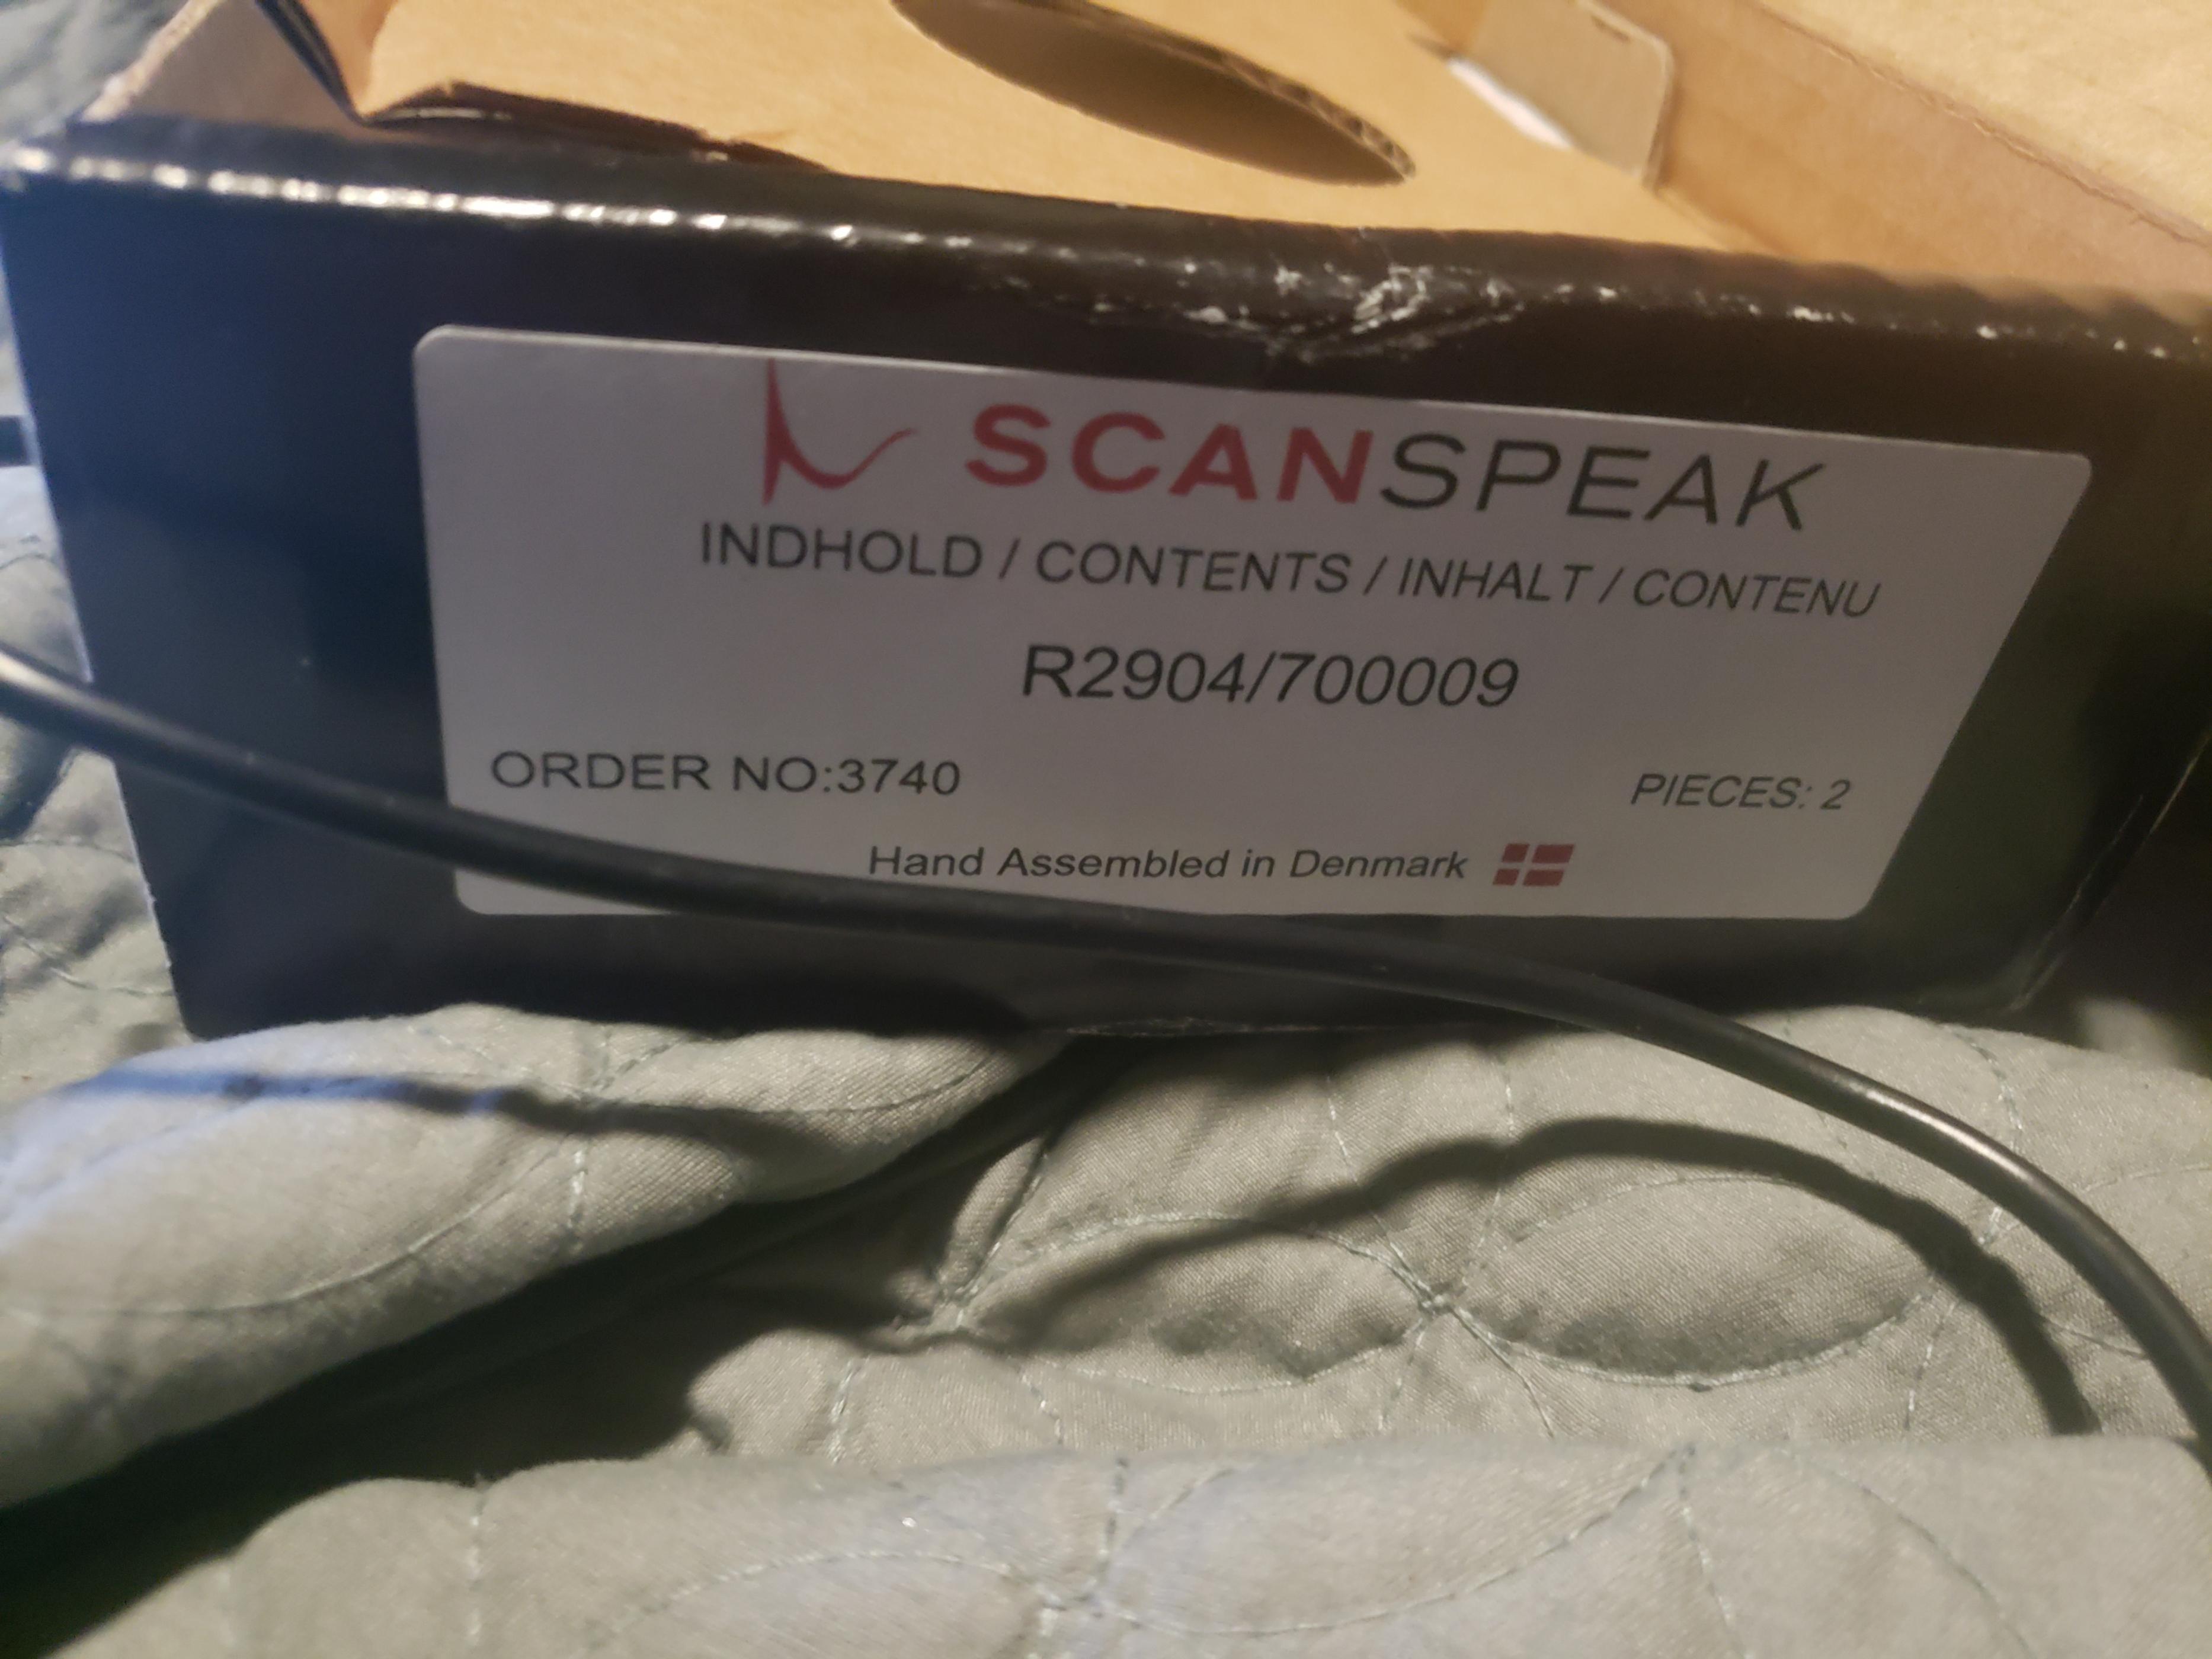 SCANSPEAK
INDHOLD / CONTENTS / INHALT / CONTENU
R2904/700009
ORDER NO:3740 PIECES: 2
Hand Assembled in Denmark